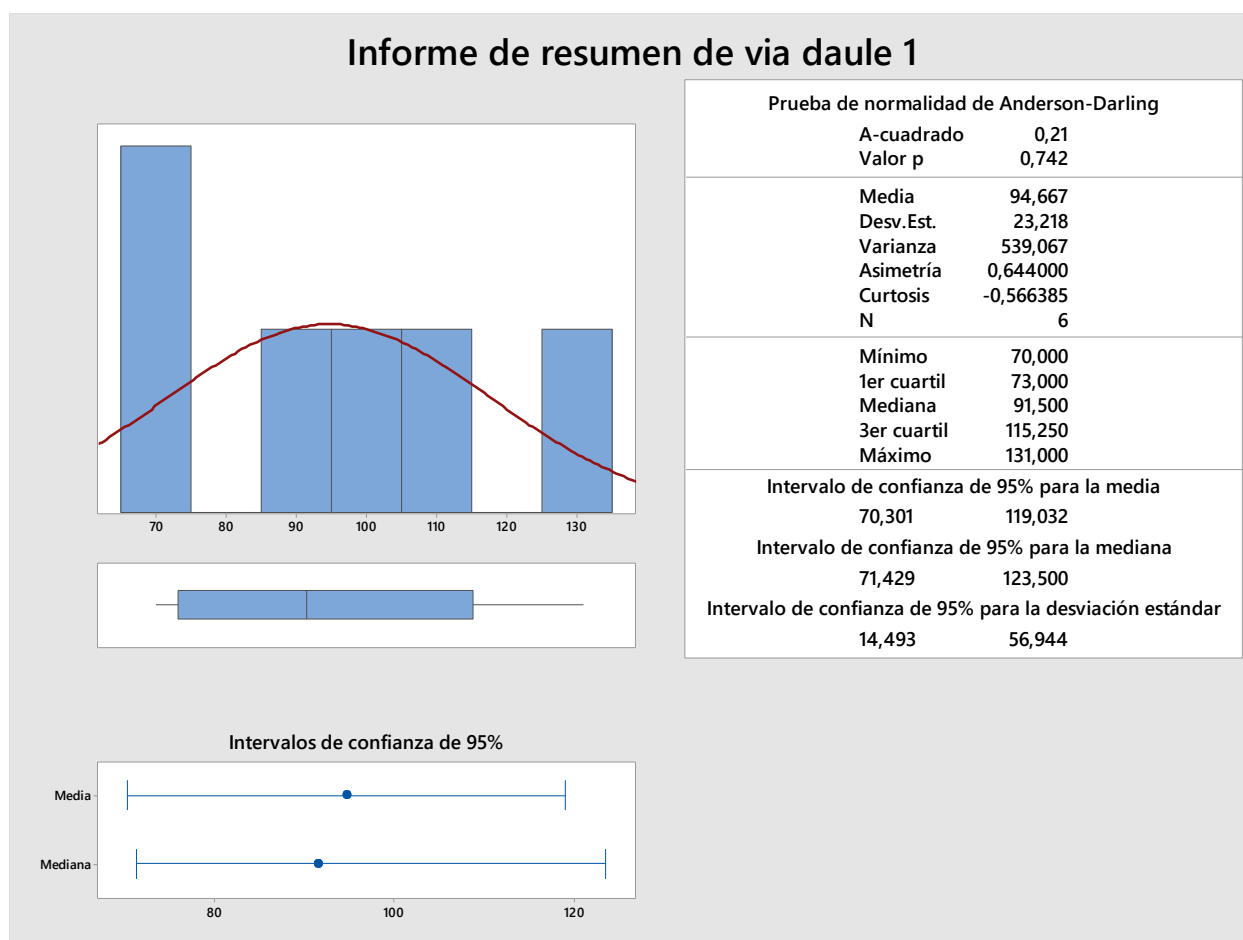 Informe de resumen de via daule 1
70 80 90 100 110 120 130
Intervalos de confianza de 95%
Media
Mediana
80 100 120
Prueba de normalidad de Anderson-Darling
A-cuadrado 0,21
Valor p 0,742
Media 94,667
Desv.Est. 23,218
Varianza 539,067
Asimetría 0,644000
Curtosis -0,566385
N 6
Mínimo 70,000
1er cuartil 73,000
Mediana 91,500
3er cuartil 115,250
Máximo 131,000
Intervalo de confianza de 95% para la media
70,301 119,032
Intervalo de confianza de 95% para la mediana
71,429 123,500
Intervalo de confianza de 95% para la desviación estándar
14,493 56,944